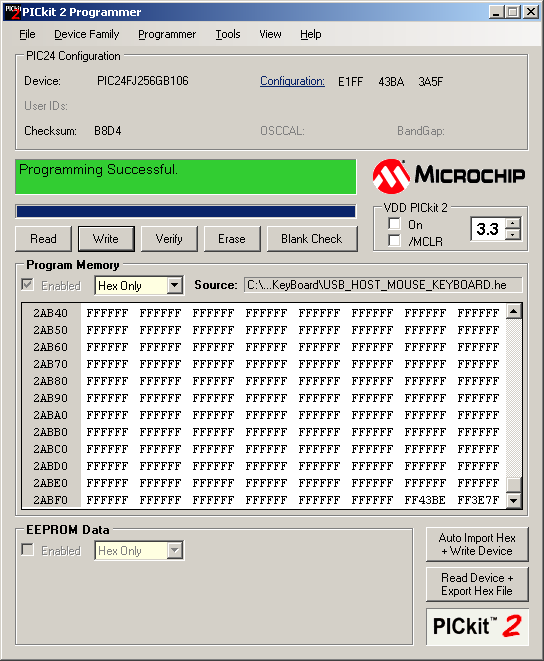 PICkit 2 Programmer
File Device Family Programmer Tools View Help
PIC24 Configuration
Device: PIC24FJ256GB106 Configuration: E1FF 43BA 3A5F
User IDs:
Checksum: B8D4 OSCCAL: BandGap:
Programming Successful.
MICROCHIP
VDD PICkit 2
On
/MCLR
3.3
Read Write Verify Erase Blank Check
Program Memory
Enabled Hex Only Source: C:\...KeyBoard\USB_HOST_MOUSE_KEYBOARD.he
2AB40 FFFFFF FFFFFF FFFFFF FFFFFF FFFFFF FFFFFF FFFFFF FFFFFF
2AB50 FFFFFF FFFFFF FFFFFF FFFFFF FFFFFF FFFFFF FFFFFF FFFFFF
2AB60 FFFFFF FFFFFF FFFFFF FFFFFF FFFFFF FFFFFF FFFFFF FFFFFF
2AB70 FFFFFF FFFFFF FFFFFF FFFFFF FFFFFF FFFFFF FFFFFF FFFFFF
2AB80 FFFFFF FFFFFF FFFFFF FFFFFF FFFFFF FFFFFF FFFFFF FFFFFF
2AB90 FFFFFF FFFFFF FFFFFF FFFFFF FFFFFF FFFFFF FFFFFF FFFFFF
2ABA0 FFFFFF FFFFFF FFFFFF FFFFFF FFFFFF FFFFFF FFFFFF FFFFFF
2ABB0 FFFFFF FFFFFF FFFFFF FFFFFF FFFFFF FFFFFF FFFFFF FFFFFF
2ABC0 FFFFFF FFFFFF FFFFFF FFFFFF FFFFFF FFFFFF FFFFFF FFFFFF
2ABD0 FFFFFF FFFFFF FFFFFF FFFFFF FFFFFF FFFFFF FFFFFF FFFFFF
2ABE0 FFFFFF FFFFFF FFFFFF FFFFFF FFFFFF FFFFFF FFFFFF FFFFFF
2ABF0 FFFFFF FFFFFF FFFFFF FFFFFF FFFFFF FFFFFF FF43BE FF3E7F
EEPROM Data
Enabled Hex Only
Auto Import Hex
+ Write Device
Read Device +
Export Hex File
PICkit™ 2